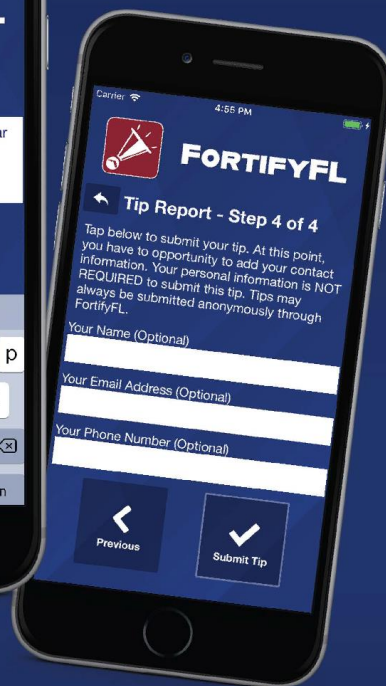 Carrier
4:55 PM
FORTIFYFL
Tip Report - Step 4 of 4
Tap below to submit your tip. At this point,
you have to opportunity to add your contact
information. Your personal information is NOT
REQUIRED to submit this tip. Tips may
always be submitted anonymously through
FortifyFL.
Your Name (Optional)
Your Email Address (Optional)
Your Phone Number (Optional)
Previous
Submit Tip
p